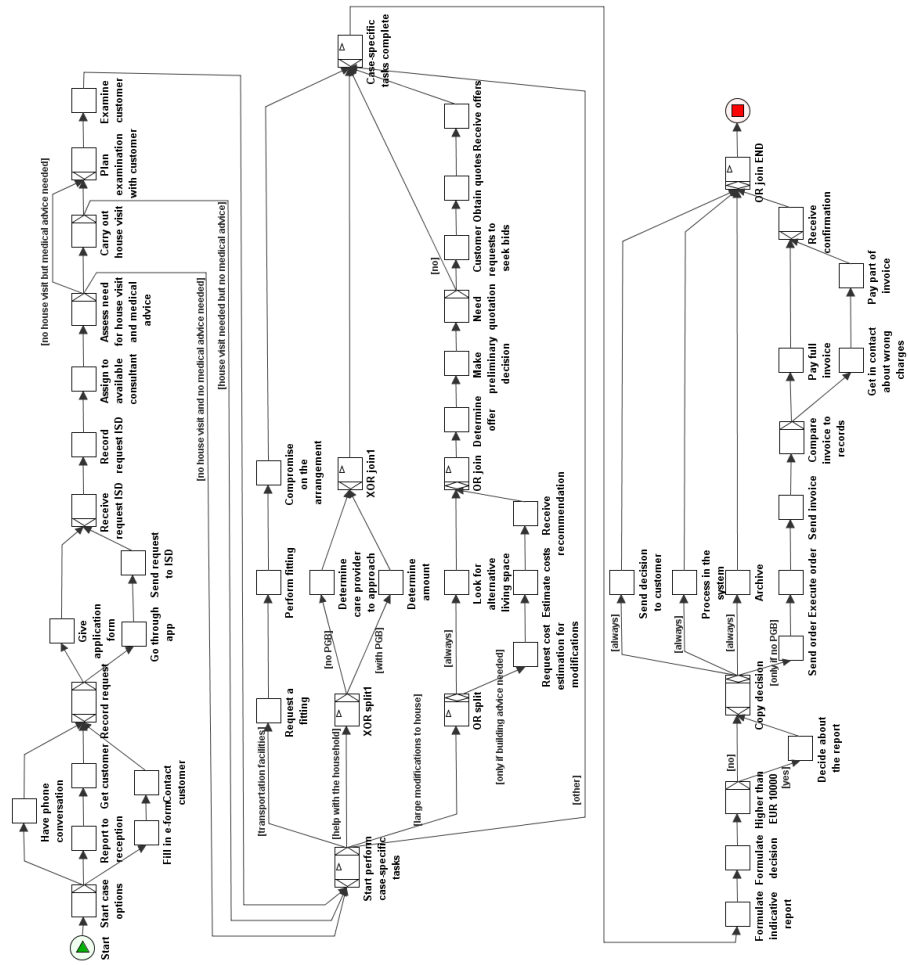 Start
Start case
options
Have phone
conversation
Report to
reception
Get customer
Fill in e-form
Contact
customer
Record request
Give
application
form
Go through
app
Send request
to ISD
Receive
request ISD
Record
request ISD
Assign to
available
consultant
Assess need
for house visit
and medical
advice
Carry out
house visit
Plan
examination
with customer
Examine
customer
[no house visit but medical advice needed]
[no house visit and no medical advice needed]
[house visit needed but no medical advice]
Start perform
case-specific
tasks
[transportation facilities]
[help with the household]
[large modifications to house]
[other]
Request a
fitting
Perform fitting
Compromise
on the
arrangement
XOR split1
[no PGB]
[with PGB]
Determine
care provider
to approach
Determine
amount
XOR join1
OR split
[always]
[only if building advice needed]
Look for
alternative
living space
Request cost
estimation for
modifications
Estimate costs
Receive
recommendation
OR join
Determine
offer
Make
preliminary
decision
Need
quotation
[no]
Customer
requests to
seek bids
Obtain quotes
Receive offers
Case-specific
tasks complete
Formulate
indicative
report
Formulate
decision
Higher than
EUR 10000
[no]
[yes]
Decide about
the report
Copy decision
[always]
[always]
[always]
[only if no PGB]
Send decision
to customer
Process in the
system
Archive
Send order
Execute order
Send invoice
Compare
invoice to
records
Pay full
invoice
Get in contact
about wrong
charges
Pay part of
invoice
Receive
confirmation
OR join END